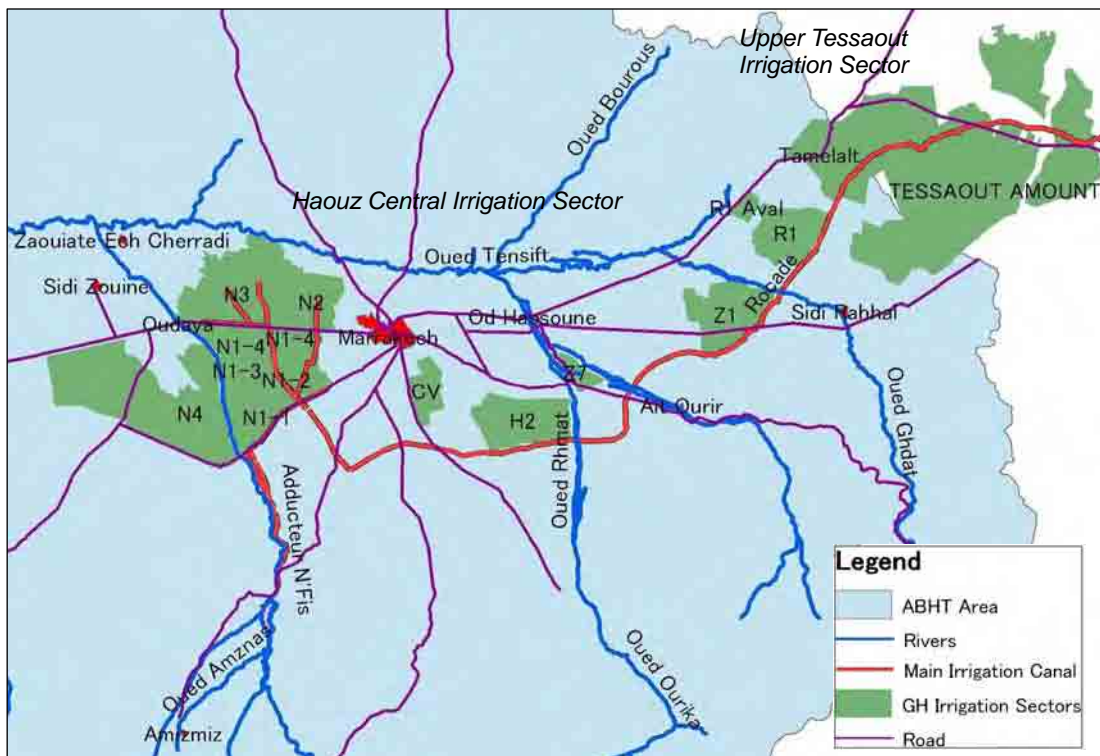 Upper Tessaout
Irrigation Sector
Oued Bourous
Tamelalt
TESSAOUT AMOUNT
Haouz Central Irrigation Sector
R1 Aval
R1
Zaouiate Ech Cherradi
Oued Tensift
Rocade
Sidi Zouine
N3
N2
Oudaya
Marrakech
Od Hassoune
Z1
Sidi Rahhal
N1-4
N1-4
N1-3
N1-2
Z7
CV
N4
N1-1
H2
Ait Ourir
Oued Rhmat
Oued Ghdat
Adducteur N'Fis
Oued Amznas
Oued Ourika
Amizmiz
Legend
ABHT Area
Rivers
Main Irrigation Canal
GH Irrigation Sectors
Road